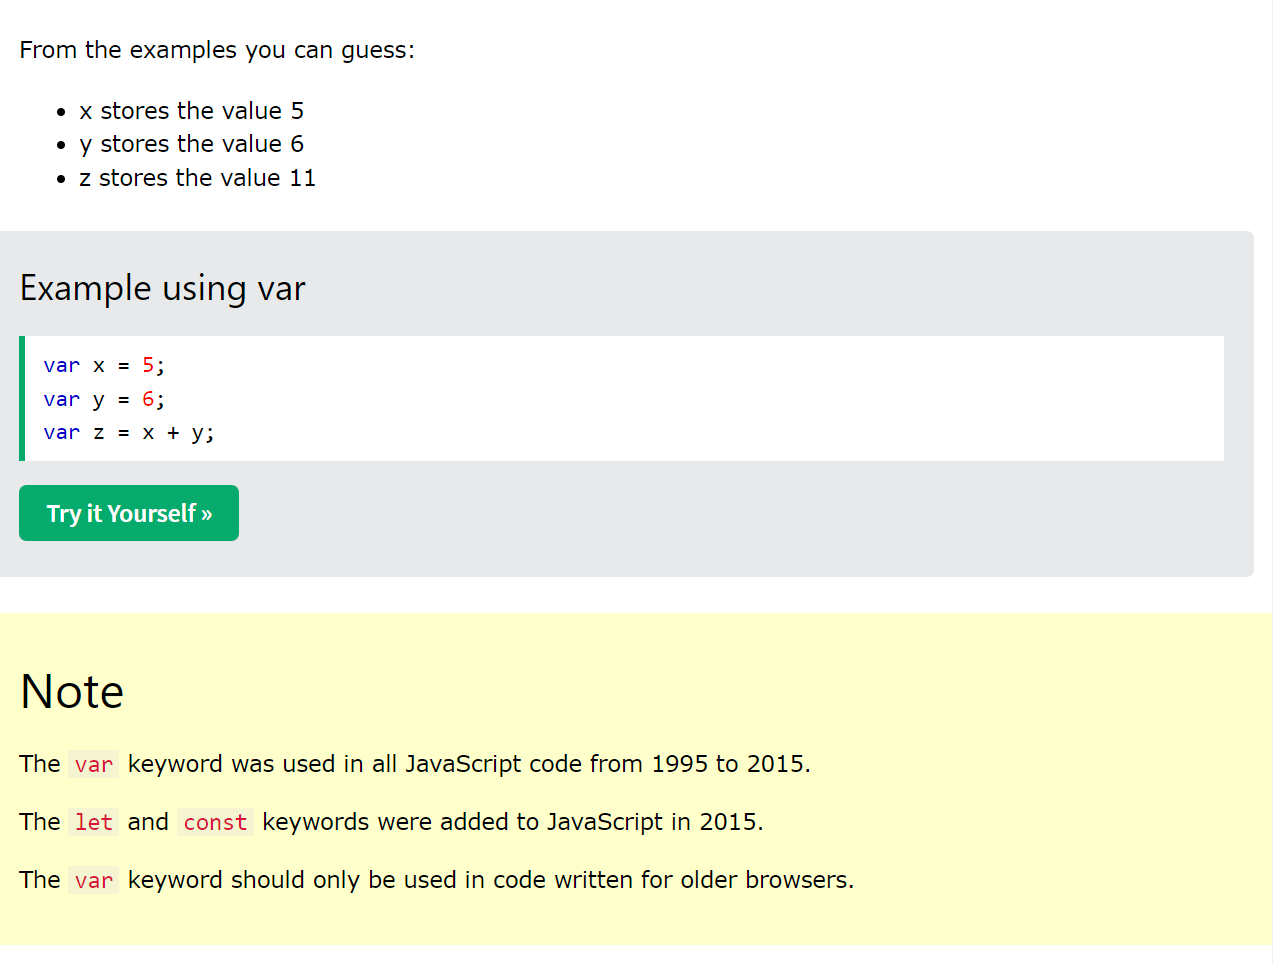 From the examples you can guess:
• x stores the value 5
• y stores the value 6
• z stores the value 11
Example using var
var x = 5;
var y = 6;
var z = x + y;
Try it Yourself »
Note
The var keyword was used in all JavaScript code from 1995 to 2015.
The let and const keywords were added to JavaScript in 2015.
The var keyword should only be used in code written for older browsers.